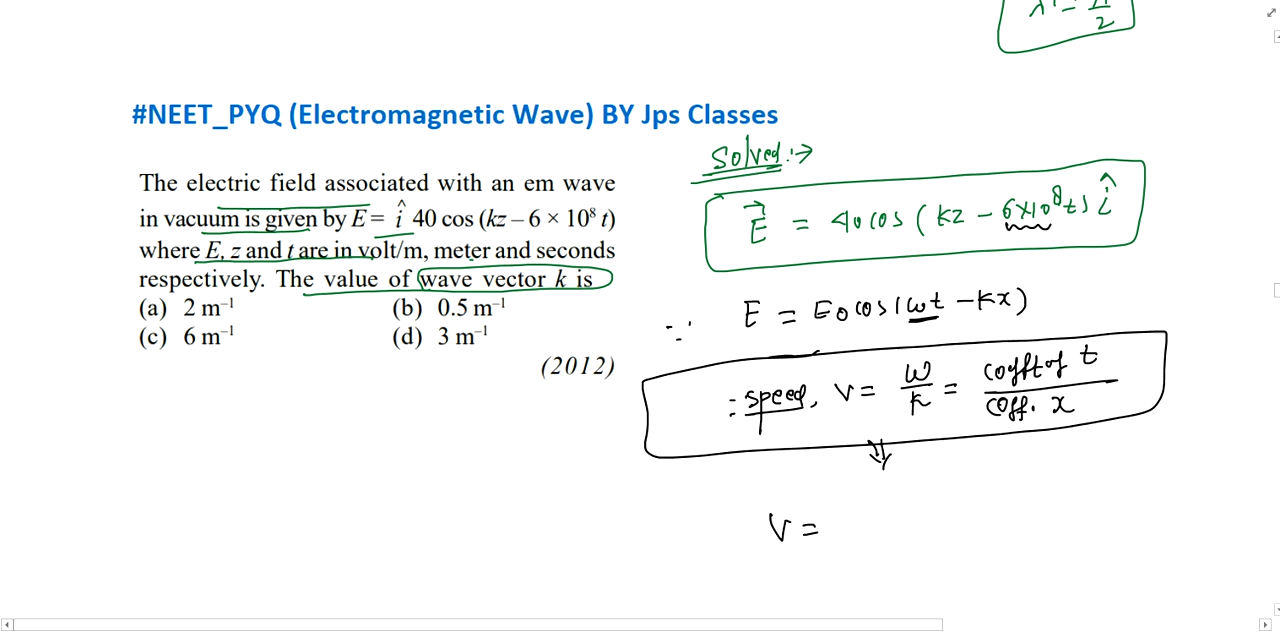 2
#NEET_PYQ (Electromagnetic Wave) BY Jps Classes
Solved :→
The electric field associated with an em wave
in vacuum is given by E = î 40 cos (kz – 6 × 10⁸ t)
where E, z and t are in volt/m, meter and seconds
respectively. The value of wave vector k is
(a) 2 m⁻¹ (b) 0.5 m⁻¹
(c) 6 m⁻¹ (d) 3 m⁻¹
(2012)
E⃗ = 40 cos ( kz - 6×10⁸ t) î
∵ E = E0 cos (ωt - kx)
speed, v = ω/k = cofft of t/coff. x
V =